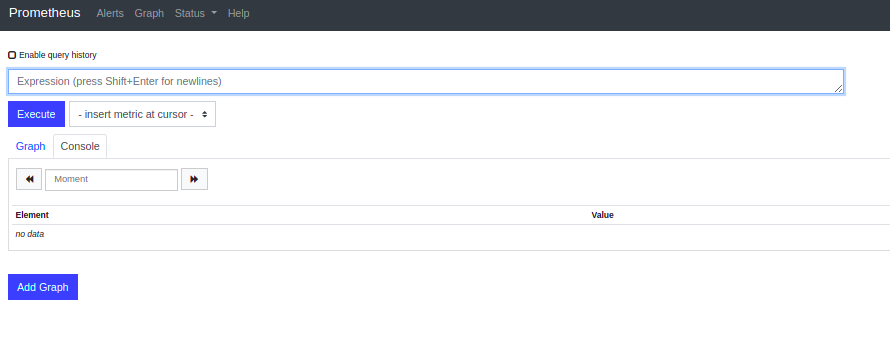 Prometheus Alerts Graph Status Help
Enable query history
Expression (press Shift+Enter for newlines)
Execute - insert metric at cursor -
Graph Console
Moment
Element Value
no data
Add Graph